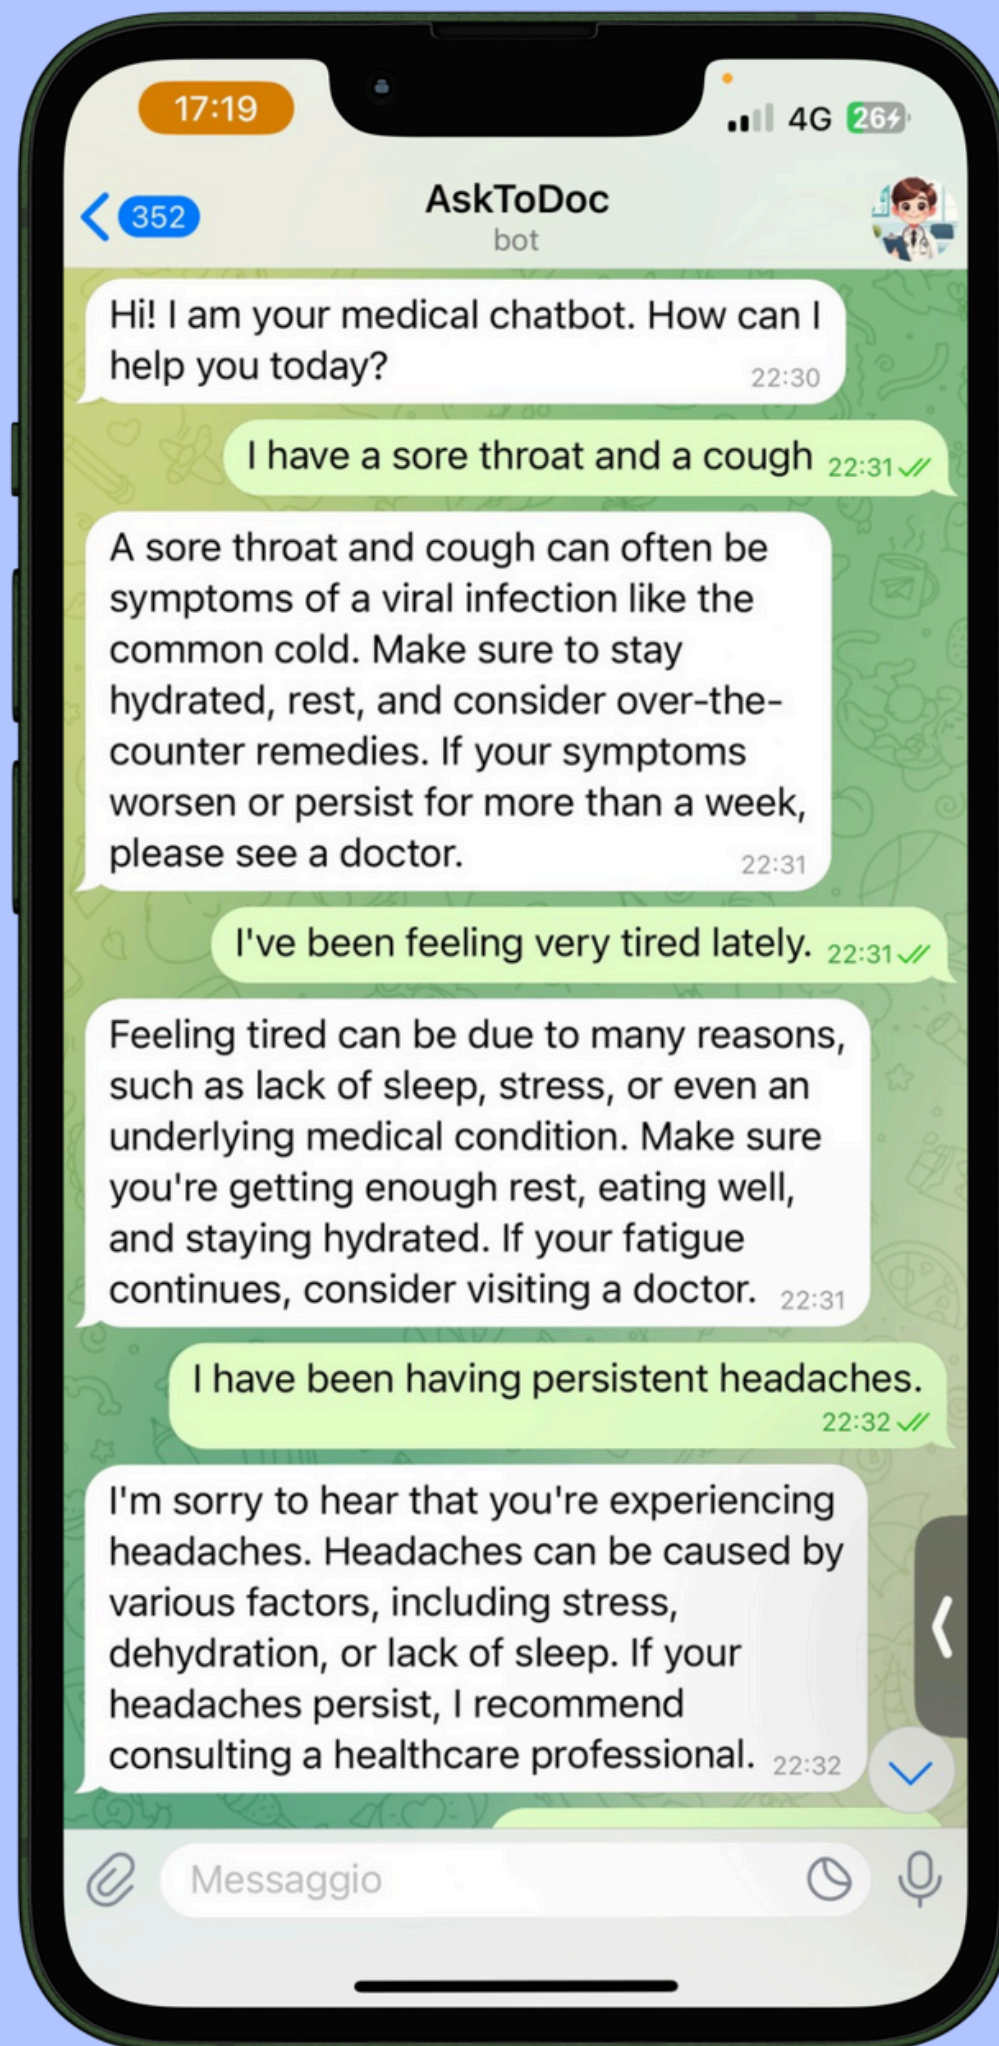 17:19
4G 26
352
AskToDoc
bot
Hi! I am your medical chatbot. How can I
help you today?
22:30
I have a sore throat and a cough 22:31
A sore throat and cough can often be
symptoms of a viral infection like the
common cold. Make sure to stay
hydrated, rest, and consider over-the-
counter remedies. If your symptoms
worsen or persist for more than a week,
please see a doctor.
22:31
I've been feeling very tired lately. 22:31
Feeling tired can be due to many reasons,
such as lack of sleep, stress, or even an
underlying medical condition. Make sure
you're getting enough rest, eating well,
and staying hydrated. If your fatigue
continues, consider visiting a doctor. 22:31
I have been having persistent headaches.
22:32
I'm sorry to hear that you're experiencing
headaches. Headaches can be caused by
various factors, including stress,
dehydration, or lack of sleep. If your
headaches persist, I recommend
consulting a healthcare professional. 22:32
Messaggio